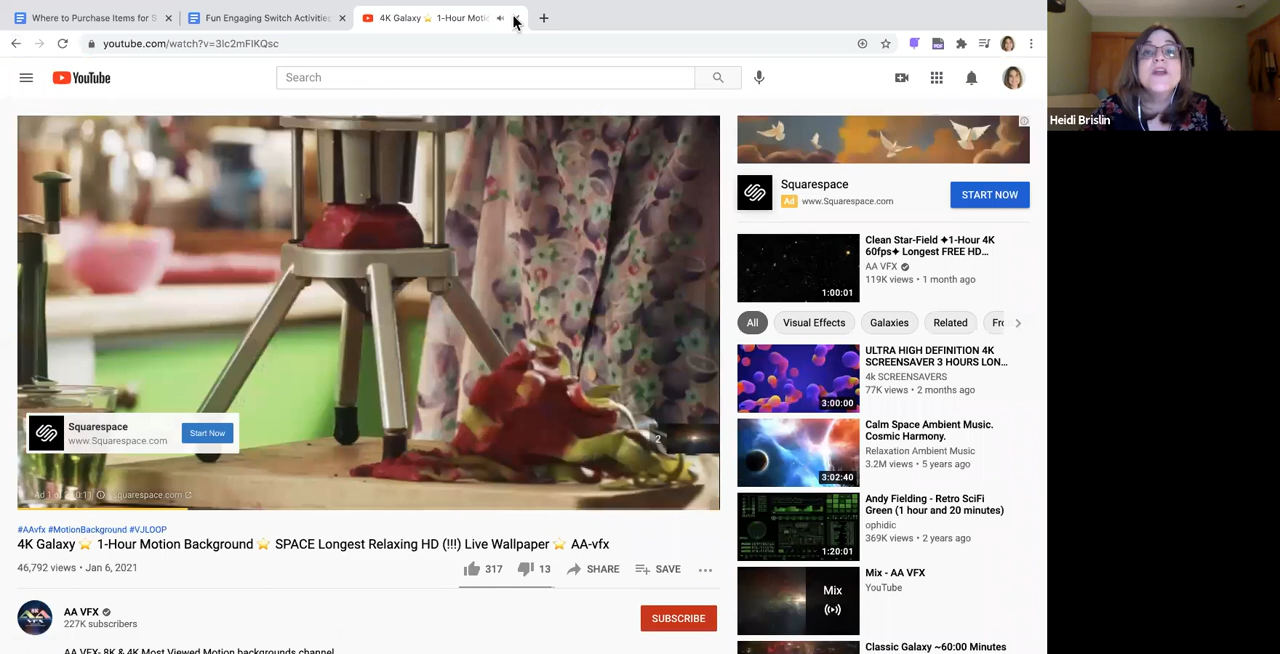 Where to Purchase Items for S
Fun Engaging Switch Activities
4K Galaxy ⭐ 1-Hour Moti
youtube.com/watch?v=3lc2mFlKQsc
YouTube
Search
Heidi Brislin
Squarespace
Ad www.Squarespace.com
START NOW
Clean Star-Field ✦1-Hour 4K
60fps✦ Longest FREE HD...
AA VFX
119K views • 1 month ago
1:00:01
All
Visual Effects
Galaxies
Related
Fro
ULTRA HIGH DEFINITION 4K
SCREENSAVER 3 HOURS LON...
4k SCREENSAVERS
77K views • 2 months ago
3:00:00
Calm Space Ambient Music.
Cosmic Harmony.
Relaxation Ambient Music
3.2M views • 5 years ago
3:02:40
Andy Fielding - Retro SciFi
Green (1 hour and 20 minutes)
ophidic
369K views • 2 years ago
1:20:01
Mix - AA VFX
YouTube
Mix
Classic Galaxy ~60:00 Minutes
Squarespace
www.Squarespace.com
Start Now
2
Squarespace.com
#AAvfx #MotionBackground #VJLOOP
4K Galaxy ⭐ 1-Hour Motion Background ⭐ SPACE Longest Relaxing HD (!!!) Live Wallpaper ⭐ AA-vfx
46,792 views • Jan 6, 2021
317
13
SHARE
SAVE
AA VFX
227K subscribers
SUBSCRIBE
AA VFX- 8K & 4K Most Viewed Motion backgrounds channel